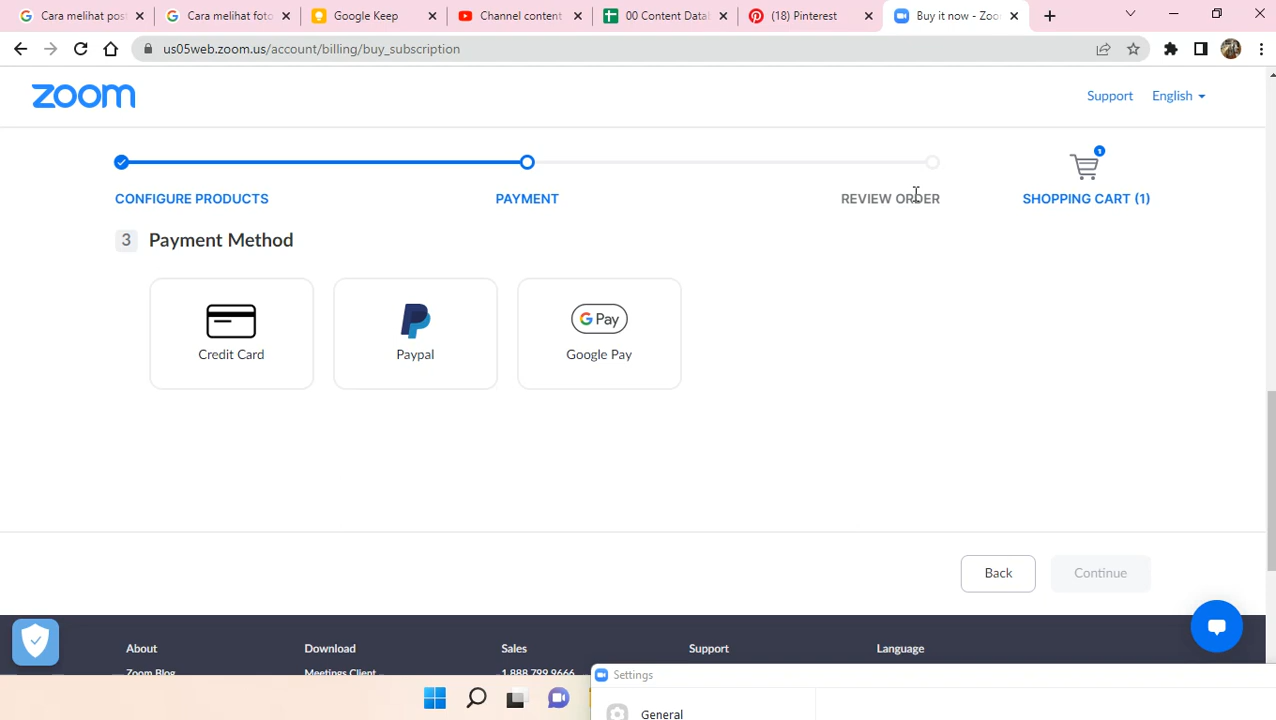 Cara melihat post
Cara melihat foto
Google Keep
Channel content
00 Content Datab
(18) Pinterest
Buy it now - Zoo
us05web.zoom.us/account/billing/buy_subscription
zoom
Support
English
1
CONFIGURE PRODUCTS
PAYMENT
REVIEW ORDER
SHOPPING CART (1)
3 Payment Method
G Pay
Credit Card
Paypal
Google Pay
Back
Continue
About
Download
Sales
Support
Language
Zoom Blog
Meetings Client
1.888.799.9666
Settings
General